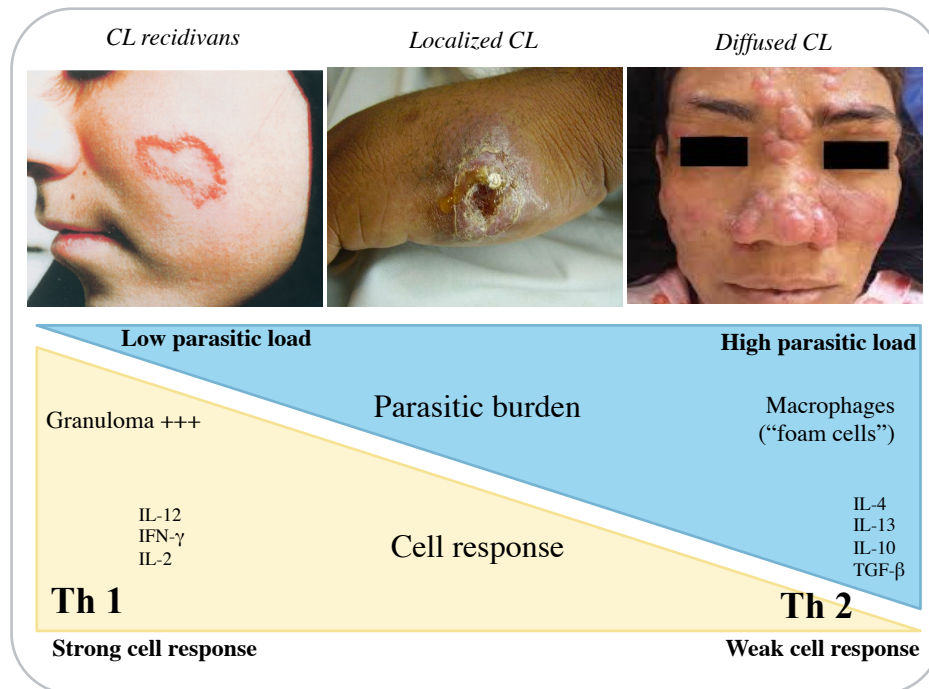 CL recidivans
Localized CL
Diffused CL
Low parasitic load
High parasitic load
Parasitic burden
Granuloma +++
Macrophages
(“foam cells”)
IL-12
IFN-γ
IL-2
Cell response
IL-4
IL-13
IL-10
TGF-β
Th 1
Th 2
Strong cell response
Weak cell response